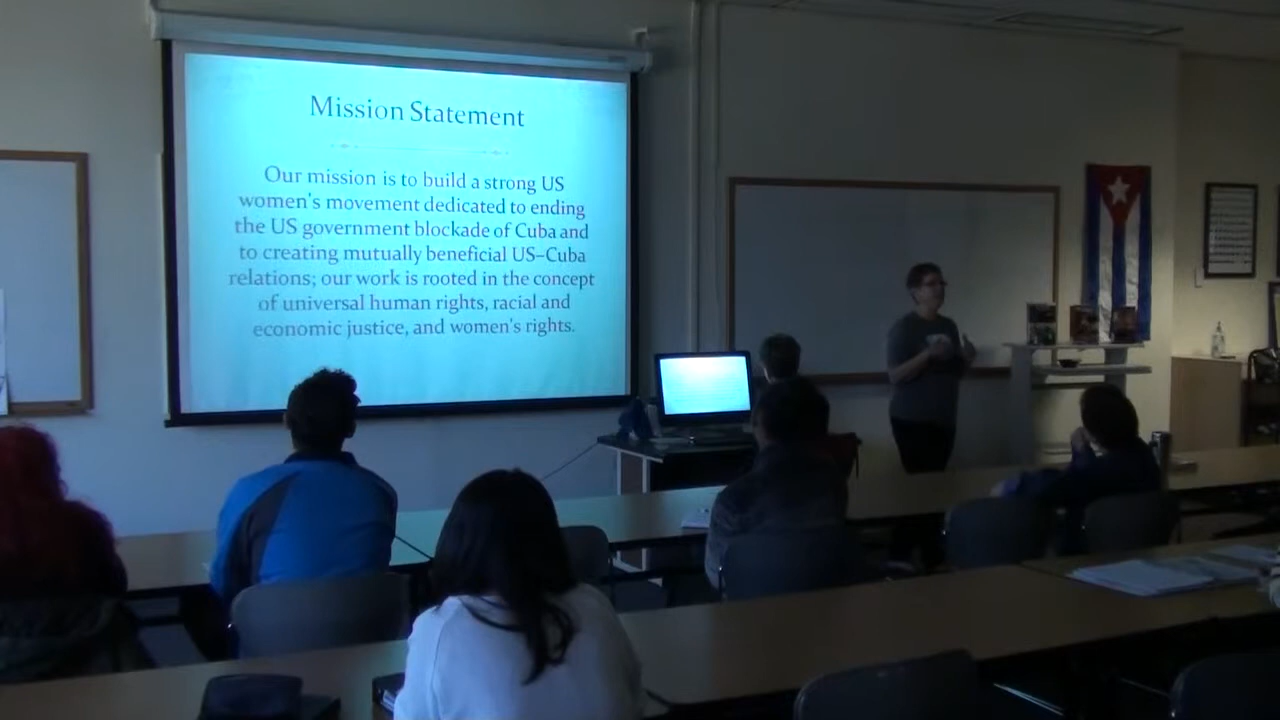 Mission Statement
Our mission is to build a strong US
women's movement dedicated to ending
the US government blockade of Cuba and
to creating mutually beneficial US–Cuba
relations; our work is rooted in the concept
of universal human rights, racial and
economic justice, and women's rights.